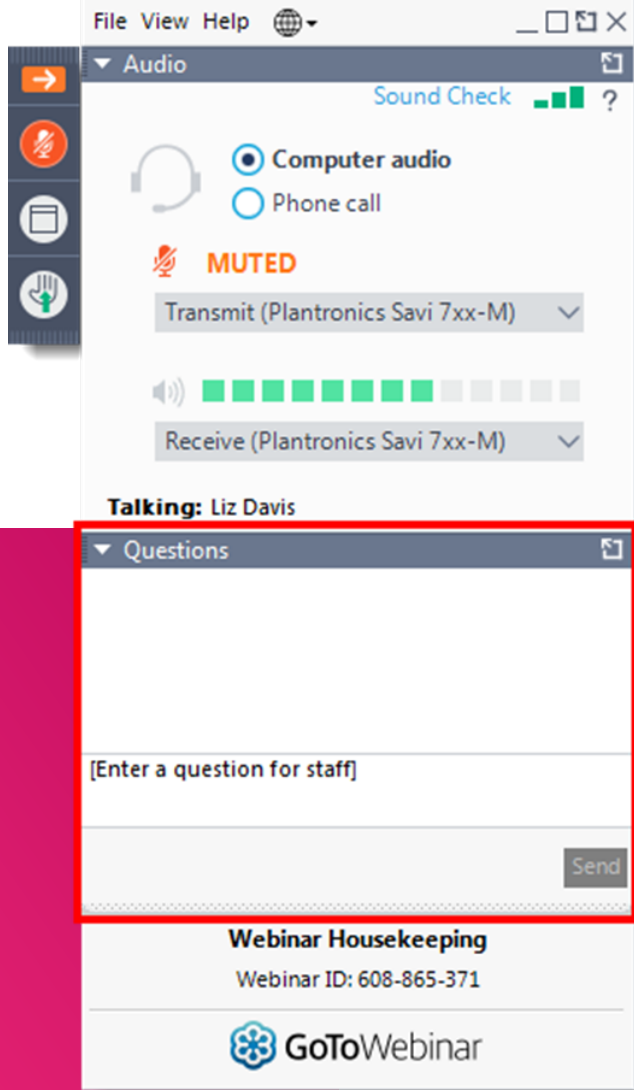 File View Help
Audio
Sound Check ?
Computer audio
Phone call
MUTED
Transmit (Plantronics Savi 7xx-M)
Receive (Plantronics Savi 7xx-M)
Talking: Liz Davis
Questions
[Enter a question for staff]
Send
Webinar Housekeeping
Webinar ID: 608-865-371
GoToWebinar